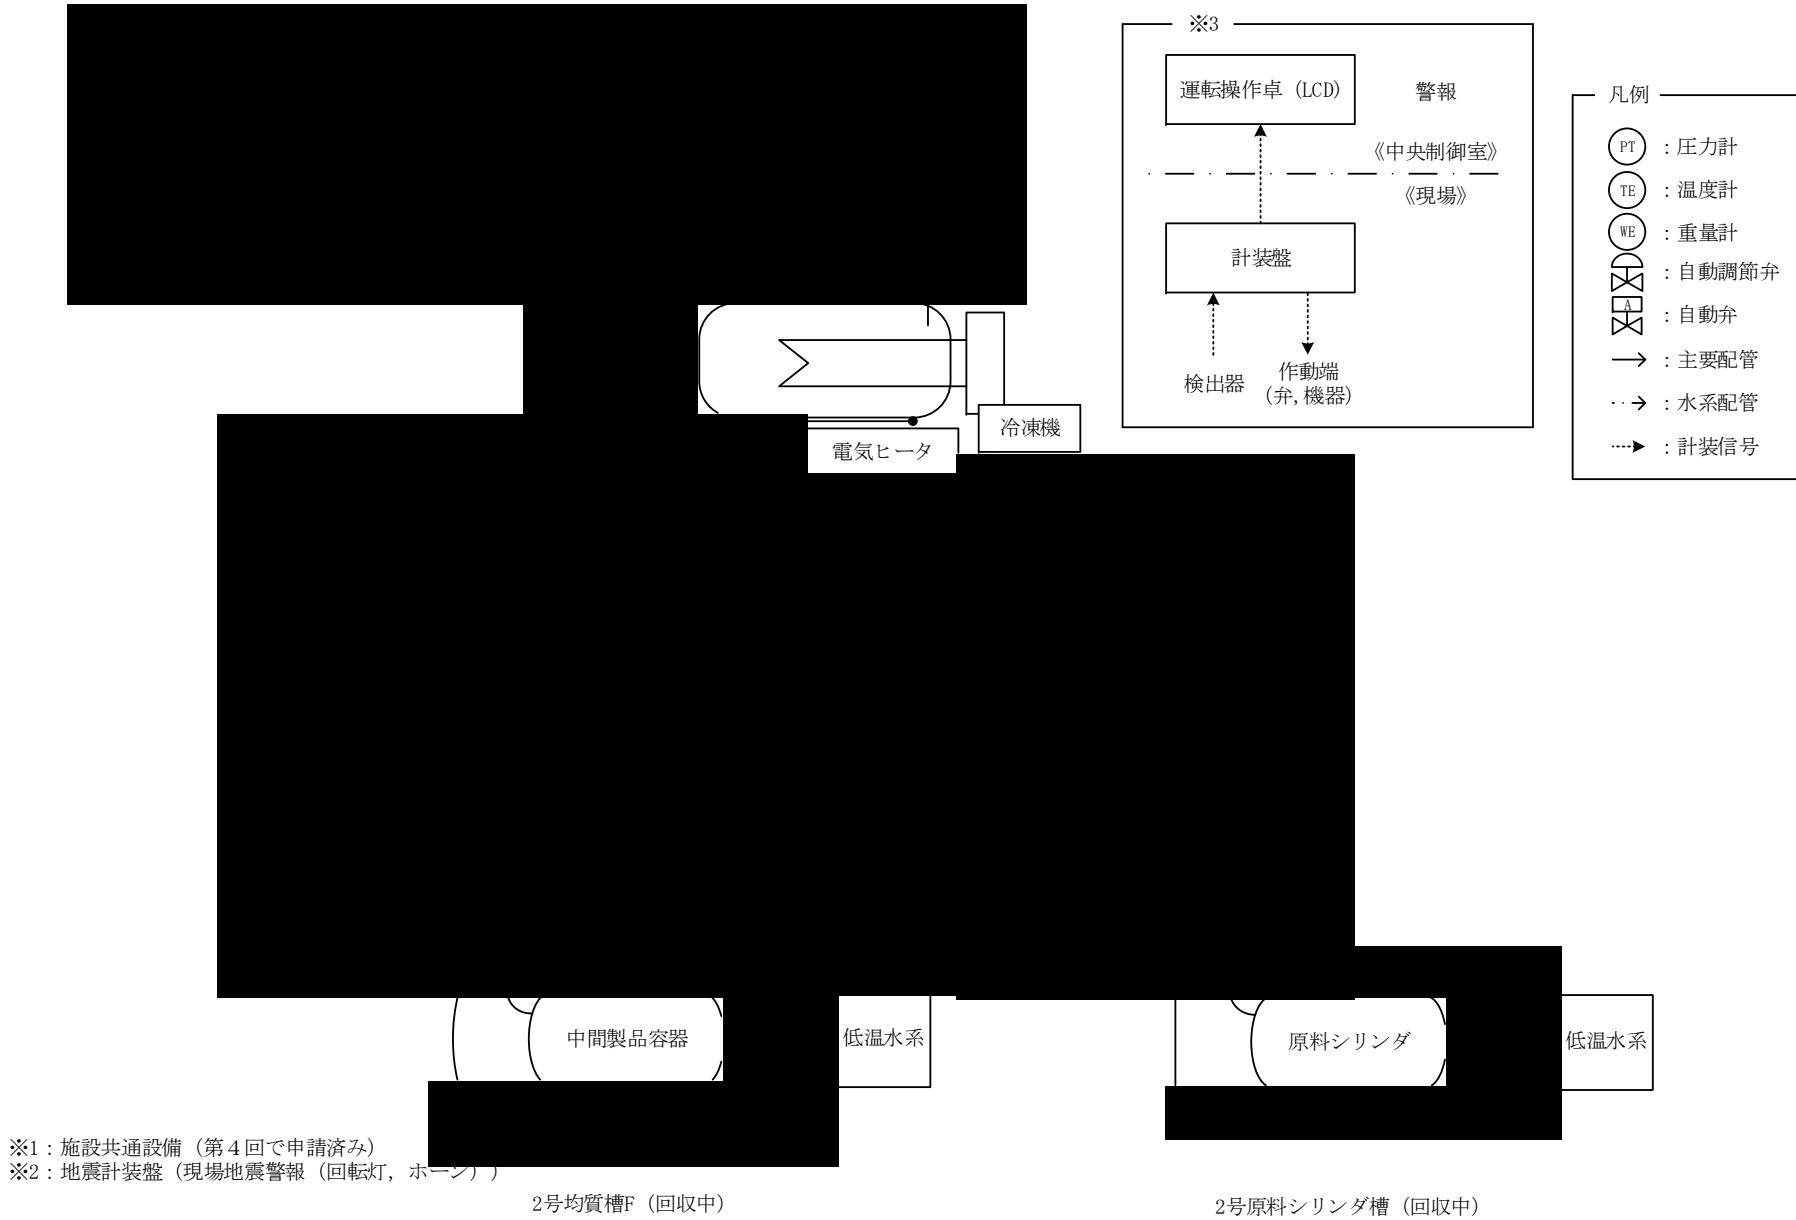 ※3
運転操作卓（LCD）
警報
《中央制御室》
《現場》
計装盤
検出器
作動端
（弁,機器）
凡例
PT：圧力計
TE：温度計
WE：重量計
：自動調節弁
A：自動弁
：主要配管
：水系配管
：計装信号
冷凍機
電気ヒータ
中間製品容器
低温水系
原料シリンダ
低温水系
※1：施設共通設備（第４回で申請済み）
※2：地震計装盤（現場地震警報（回転灯，ホーン））
2号均質槽F（回収中）
2号原料シリンダ槽（回収中）